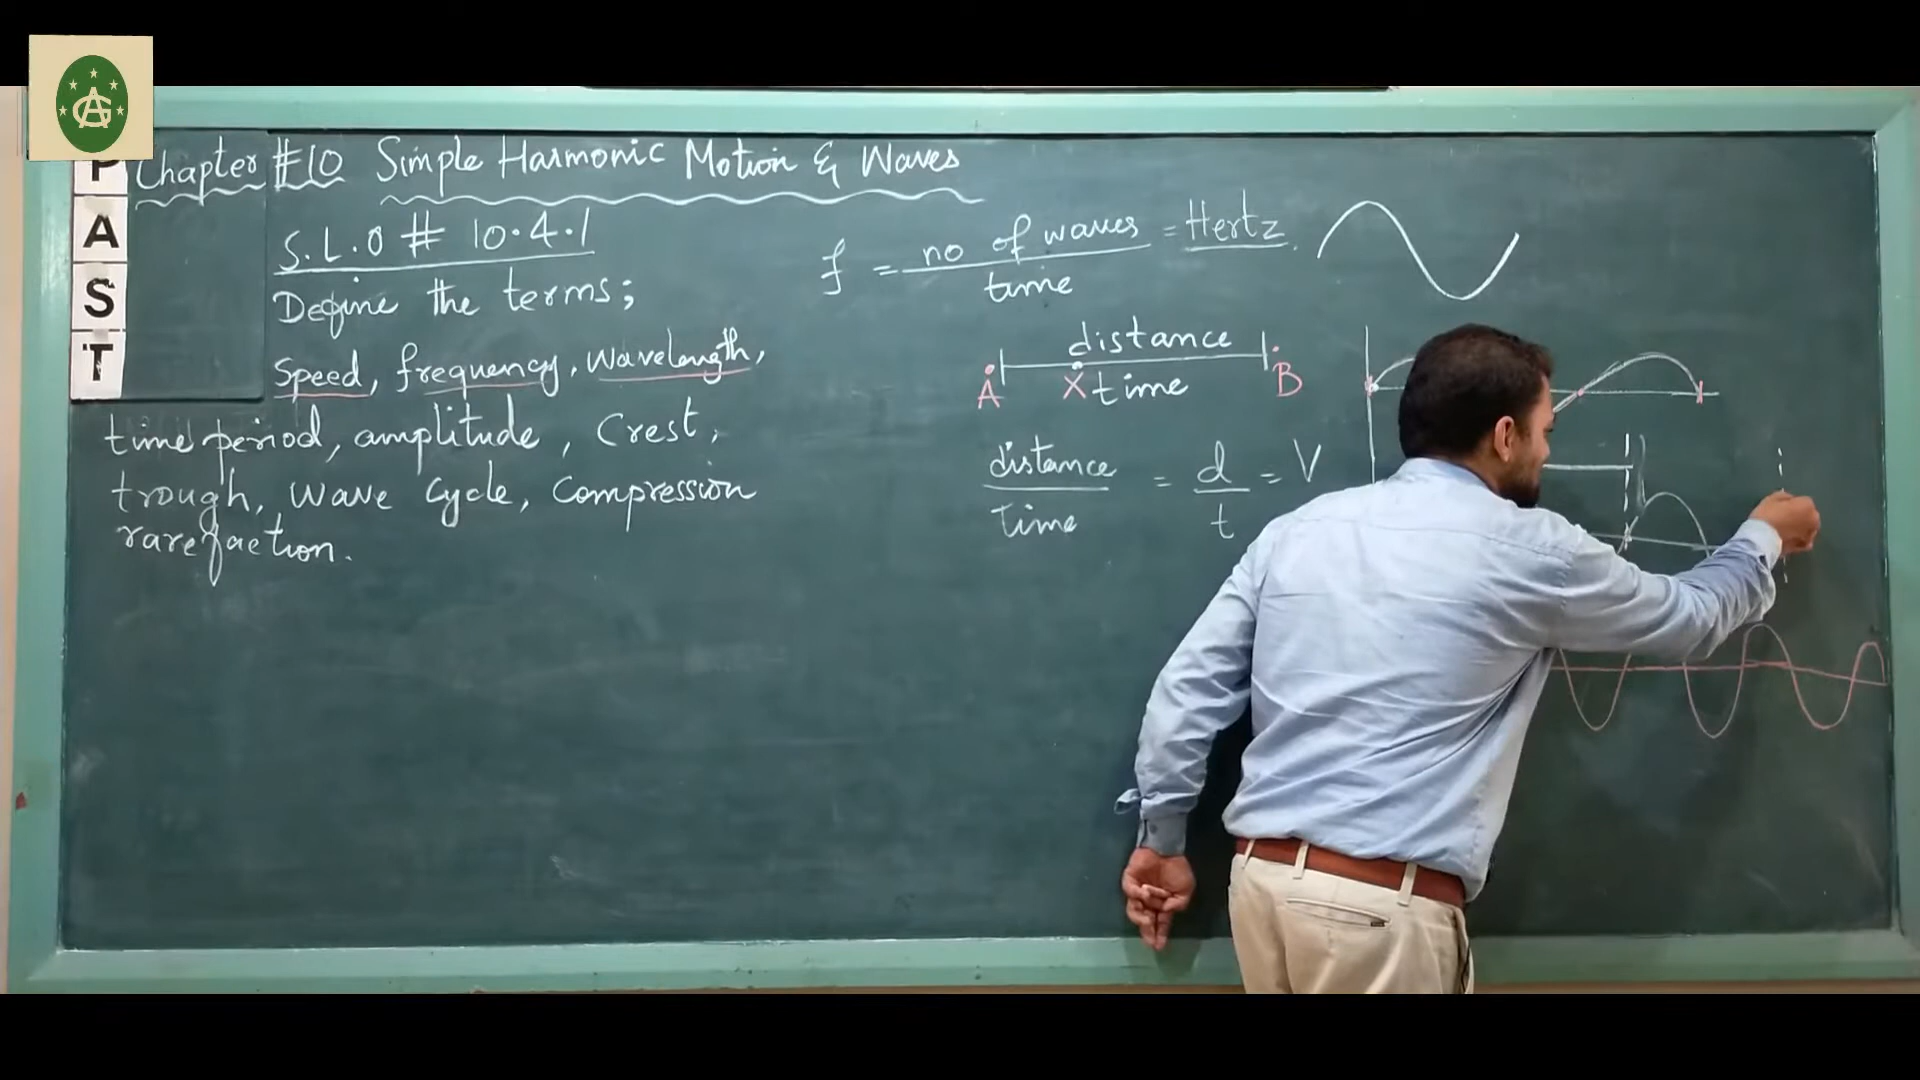 AG
P
A
S
T
Chapter #10 Simple Harmonic Motion & Waves
S.L.O # 10.4.1
Define the terms;
Speed, frequency, wavelength,
time period, amplitude, Crest,
trough, wave cycle, Compression
rarefaction.
f = no of waves / time = Hertz.
distance
A X time B
distance / time = d / t = V